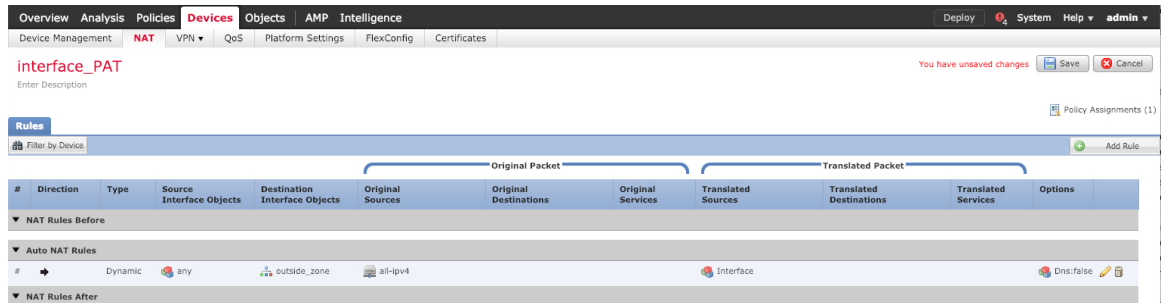 Overview Analysis Policies Devices Objects AMP Intelligence Deploy 4 System Help admin
Device Management NAT VPN QoS Platform Settings FlexConfig Certificates
interface_PAT
You have unsaved changes Save Cancel
Enter Description
Policy Assignments (1)
Rules
Filter by Device Add Rule
Original Packet Translated Packet
# Direction Type Source Interface Objects Destination Interface Objects Original Sources Original Destinations Original Services Translated Sources Translated Destinations Translated Services Options
NAT Rules Before
Auto NAT Rules
# Dynamic any outside_zone all-ipv4 Interface Dns:false
NAT Rules After